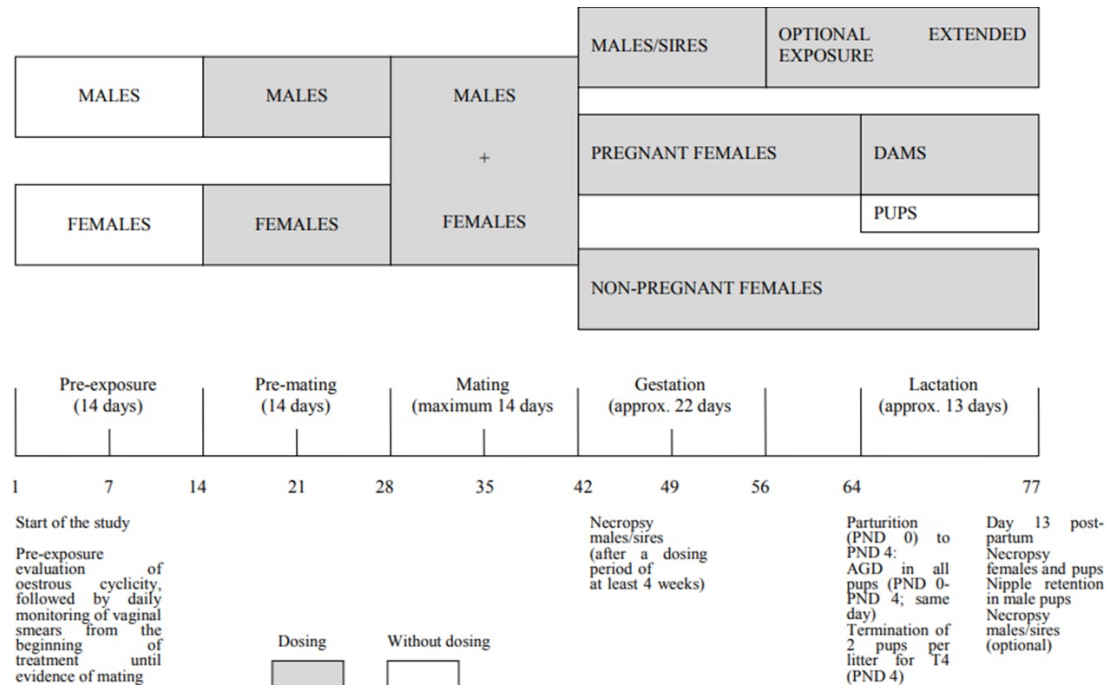 MALES/SIRES
OPTIONAL EXTENDED
EXPOSURE
MALES
MALES
MALES
+
FEMALES
FEMALES
FEMALES
PREGNANT FEMALES
DAMS
PUPS
NON-PREGNANT FEMALES
Pre-exposure
(14 days)
Pre-mating
(14 days)
Mating
(maximum 14 days
Gestation
(approx. 22 days
Lactation
(approx. 13 days)
1 7 14 21 28 35 42 49 56 64 77
Start of the study
Pre-exposure
evaluation of
oestrous cyclicity,
followed by daily
monitoring of vaginal
smears from the
beginning of
treatment until
evidence of mating
Dosing
Without dosing
Necropsy
males/sires
(after a dosing
period of
at least 4 weeks)
Parturition
(PND 0) to
PND 4:
AGD in all
pups (PND 0-
PND 4; same
day)
Termination of
2 pups per
litter for T4
(PND 4)
Day 13 post-
partum
Necropsy
females and pups
Nipple retention
in male pups
Necropsy
males/sires
(optional)